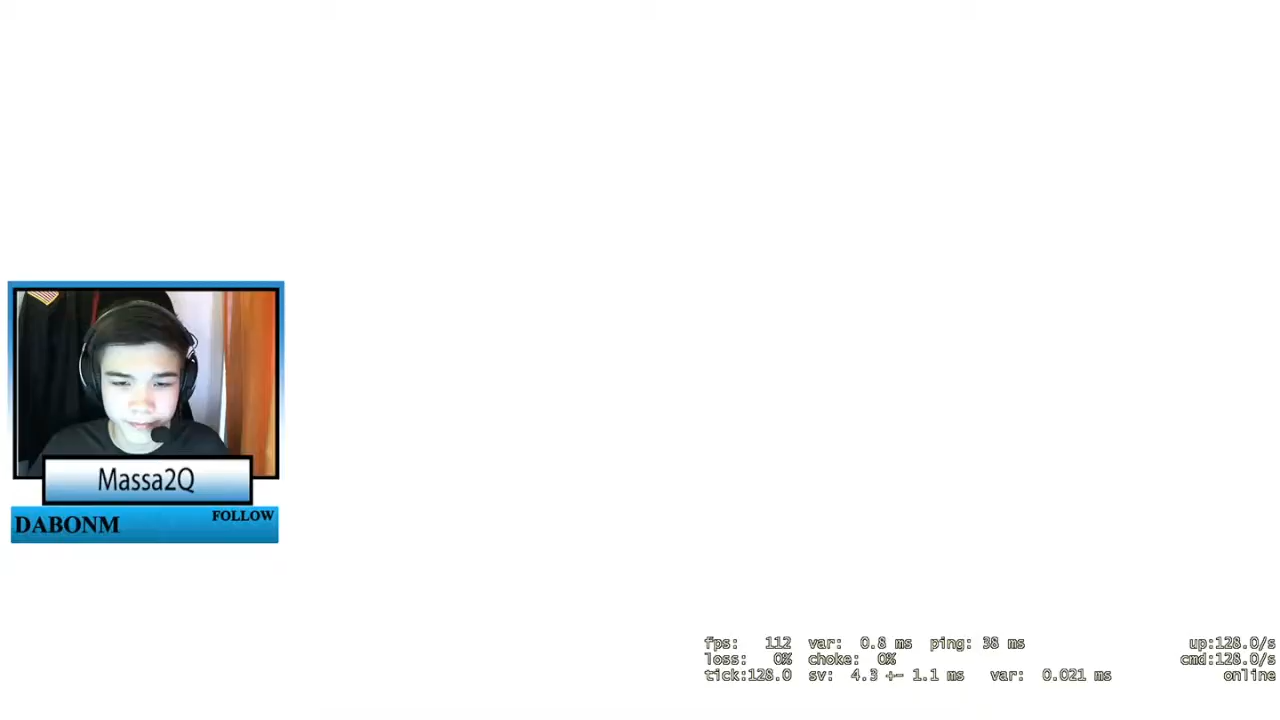 Massa2Q
DABONM FOLLOW
fps: 112 var: 0.8 ms ping: 38 ms up:128.0/s
loss: 0% choke: 0% cmd:128.0/s
tick:128.0 sv: 4.3 +- 1.1 ms var: 0.021 ms online